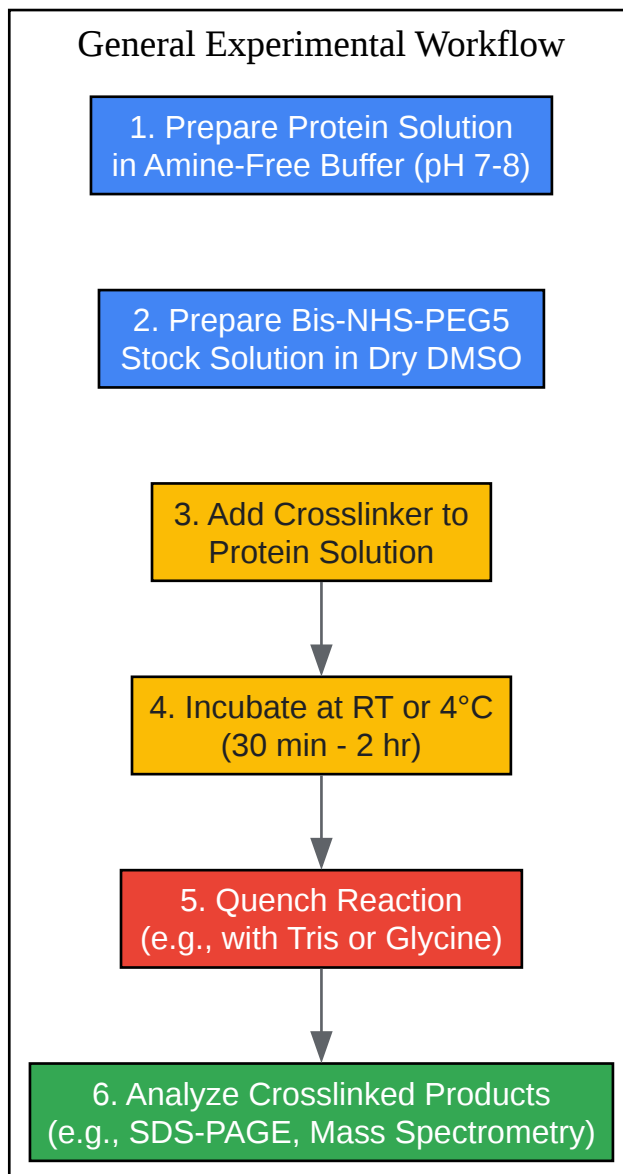 General Experimental Workflow
1. Prepare Protein Solution
in Amine-Free Buffer (pH 7-8)
2. Prepare Bis-NHS-PEG5
Stock Solution in Dry DMSO
3. Add Crosslinker to
Protein Solution
4. Incubate at RT or 4°C
(30 min - 2 hr)
5. Quench Reaction
(e.g., with Tris or Glycine)
6. Analyze Crosslinked Products
(e.g., SDS-PAGE, Mass Spectrometry)